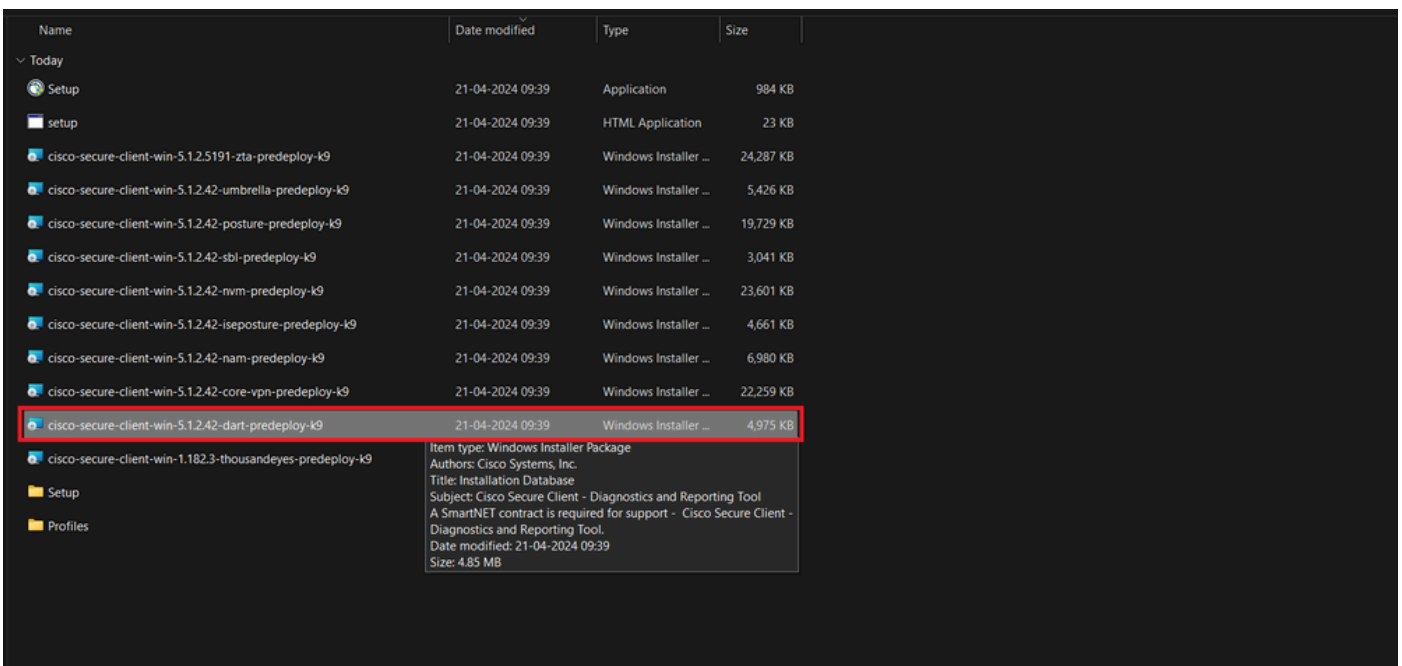 Name Date modified Type Size
Today
Setup 21-04-2024 09:39 Application 984 KB
setup 21-04-2024 09:39 HTML Application 23 KB
cisco-secure-client-win-5.1.2.5191-zta-predeploy-k9 21-04-2024 09:39 Windows Installer ... 24,287 KB
cisco-secure-client-win-5.1.2.42-umbrella-predeploy-k9 21-04-2024 09:39 Windows Installer ... 5,426 KB
cisco-secure-client-win-5.1.2.42-posture-predeploy-k9 21-04-2024 09:39 Windows Installer ... 19,729 KB
cisco-secure-client-win-5.1.2.42-sbl-predeploy-k9 21-04-2024 09:39 Windows Installer ... 3,041 KB
cisco-secure-client-win-5.1.2.42-nvm-predeploy-k9 21-04-2024 09:39 Windows Installer ... 23,601 KB
cisco-secure-client-win-5.1.2.42-iseposture-predeploy-k9 21-04-2024 09:39 Windows Installer ... 4,661 KB
cisco-secure-client-win-5.1.2.42-nam-predeploy-k9 21-04-2024 09:39 Windows Installer ... 6,980 KB
cisco-secure-client-win-5.1.2.42-core-vpn-predeploy-k9 21-04-2024 09:39 Windows Installer ... 22,259 KB
cisco-secure-client-win-5.1.2.42-dart-predeploy-k9 21-04-2024 09:39 Windows Installer ... 4,975 KB
cisco-secure-client-win-1.182.3-thousandeyes-predeploy-k9
Setup
Profiles
Item type: Windows Installer Package
Authors: Cisco Systems, Inc.
Title: Installation Database
Subject: Cisco Secure Client - Diagnostics and Reporting Tool
A SmartNET contract is required for support - Cisco Secure Client -
Diagnostics and Reporting Tool.
Date modified: 21-04-2024 09:39
Size: 4.85 MB